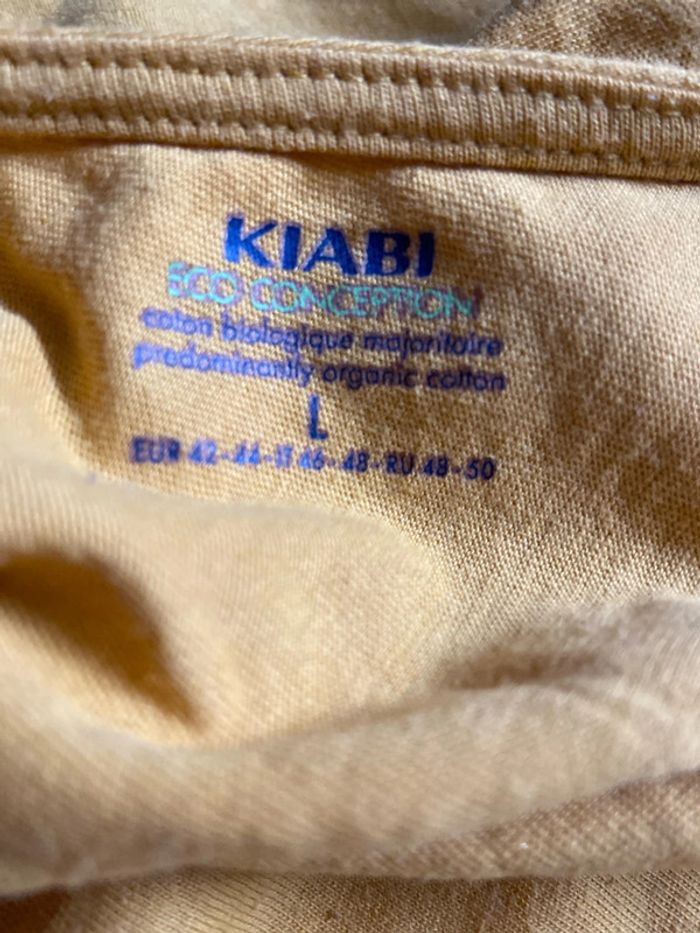 KIABI
ECO CONCEPTION
coton biologique majoritaire
predominantly organic cotton
L
EUR 42-44-IT 46-48-RU 48-50